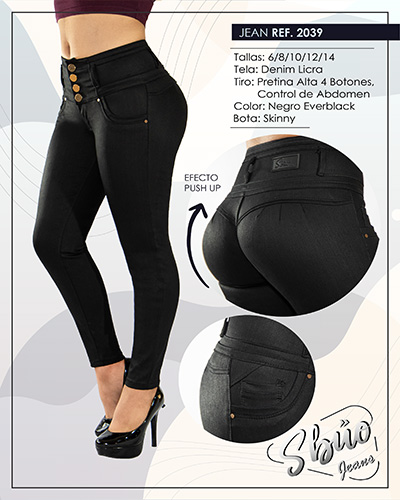 JEAN REF. 2039
Tallas: 6/8/10/12/14
Tela: Denim Licra
Tiro: Pretina Alta 4 Botones,
Control de Abdomen
Color: Negro Everblack
Bota: Skinny
EFECTO
PUSH UP
Sbüo
Jeans